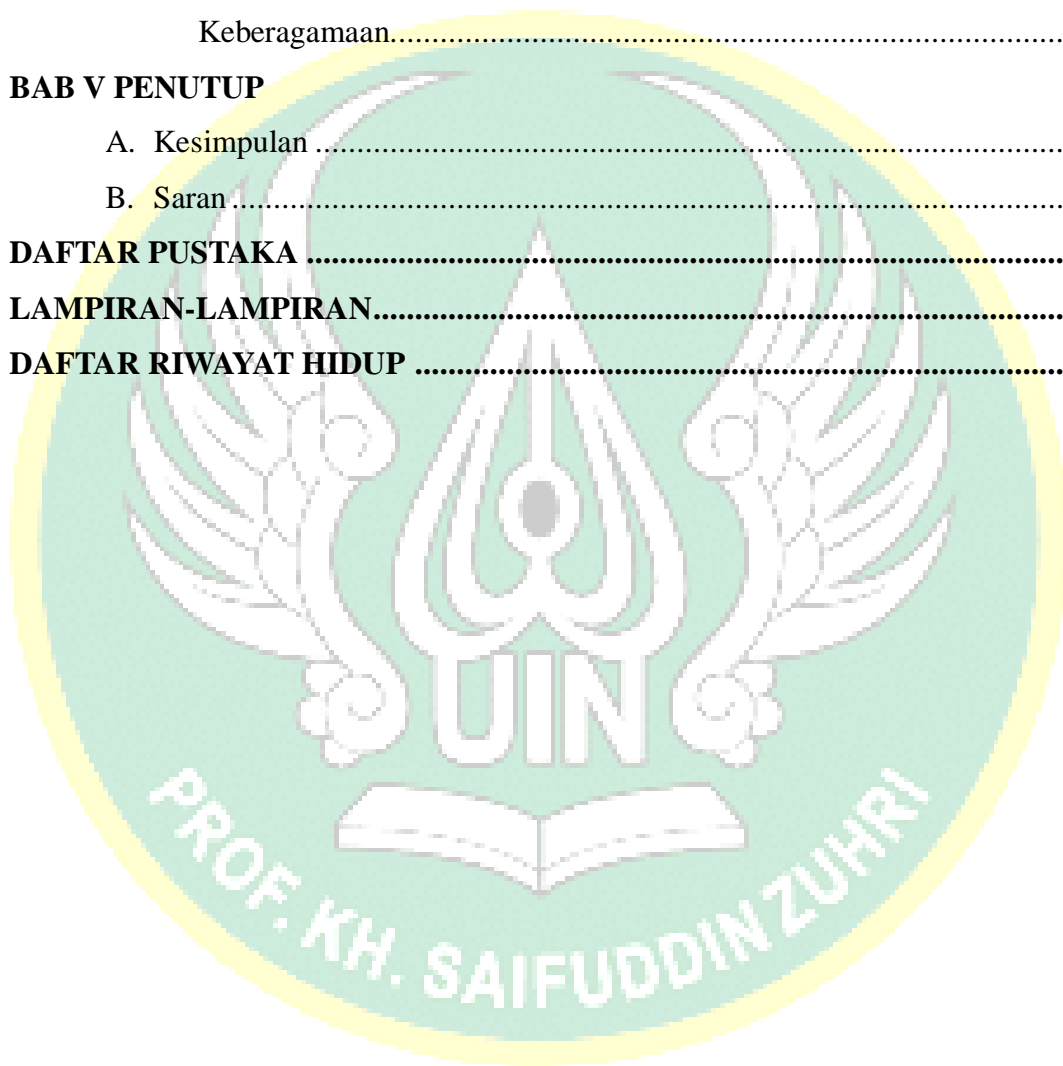 Keberagamaan.......................................................................
BAB V PENUTUP
A. Kesimpulan ...............................................................................
B. Saran .........................................................................................
DAFTAR PUSTAKA ..............................................................................
LAMPIRAN-LAMPIRAN.......................................................................
DAFTAR RIWAYAT HIDUP ..................................................................
UIN
PROF. KH. SAIFUDDIN ZUHRI